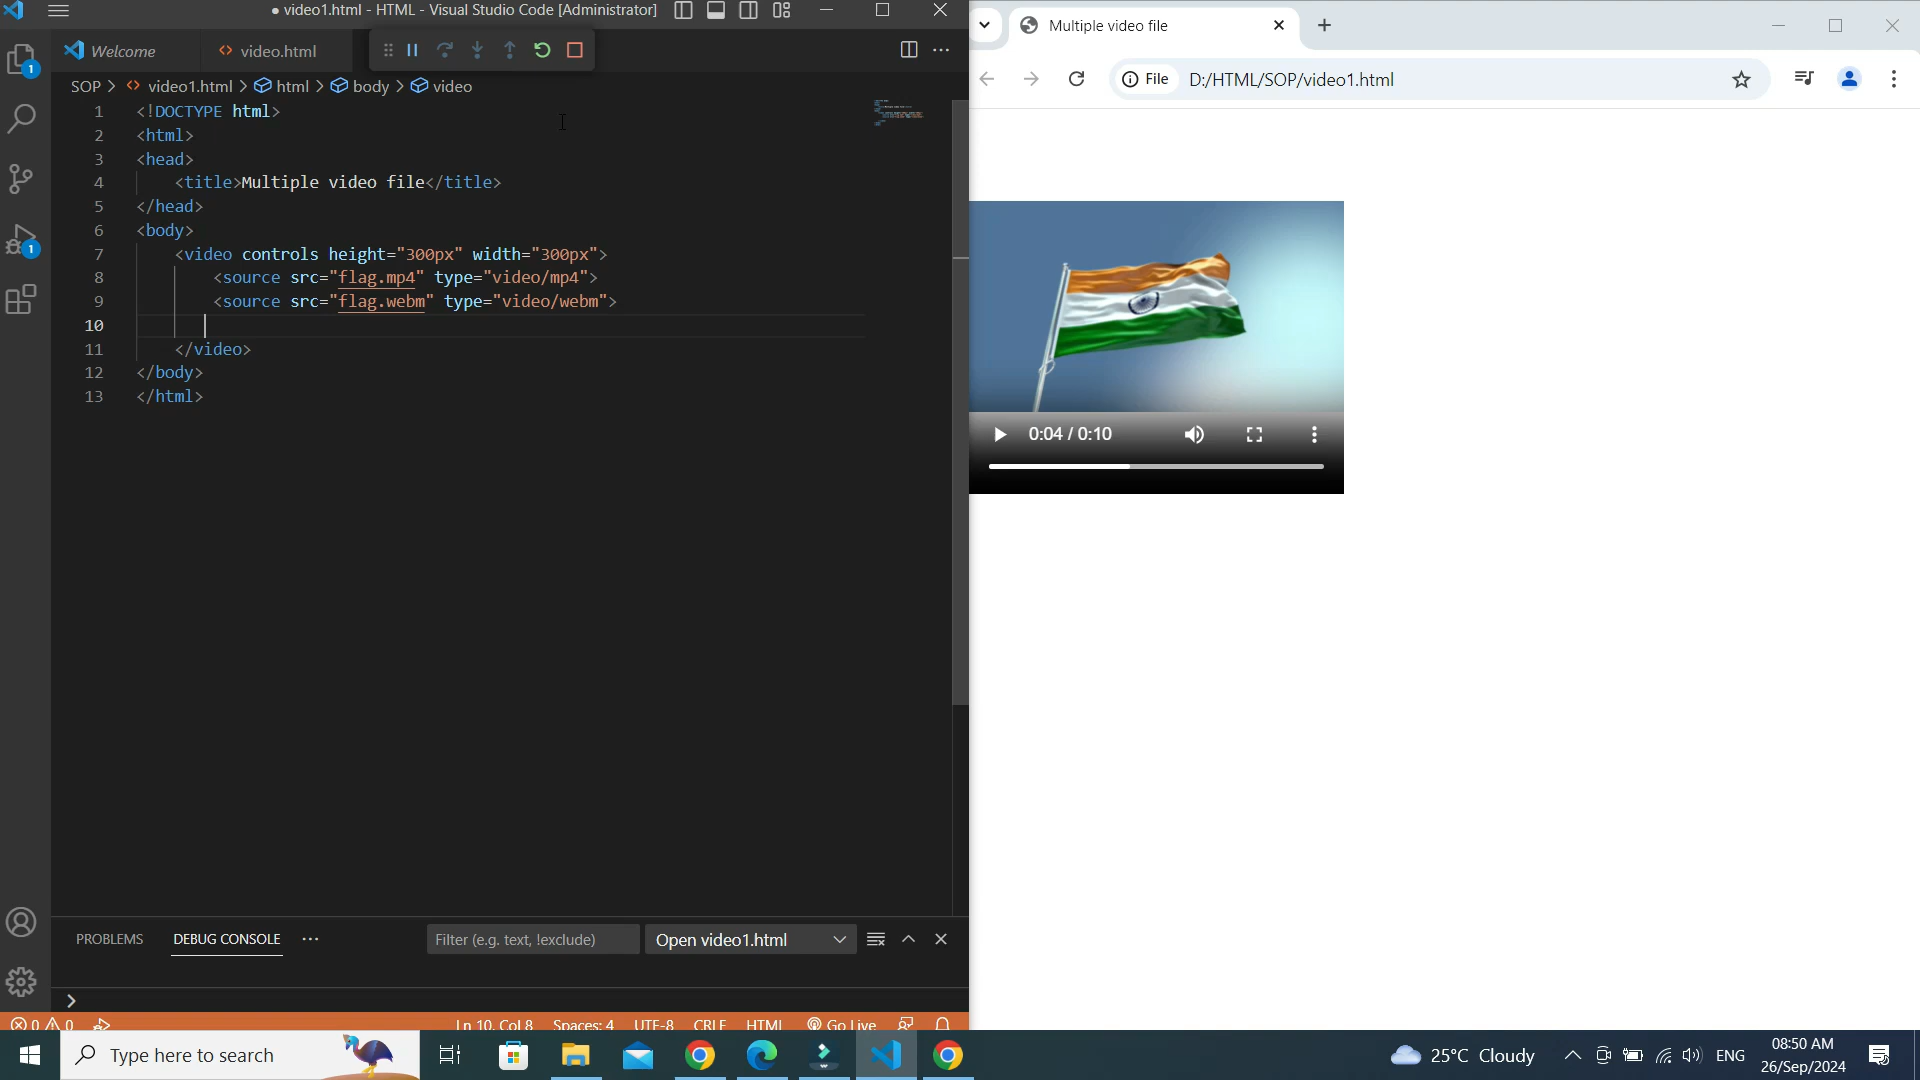 ● video1.html - HTML - Visual Studio Code [Administrator]
Welcome
video.html
SOP > video1.html > html > body > video
1 <!DOCTYPE html>
2 <html>
3 <head>
4 <title>Multiple video file</title>
5 </head>
6 <body>
7 <video controls height="300px" width="300px">
8 <source src="flag.mp4" type="video/mp4">
9 <source src="flag.webm" type="video/webm">
10
11 </video>
12 </body>
13 </html>
1
1
PROBLEMS
DEBUG CONSOLE
Filter (e.g. text, !exclude)
Open video1.html
0 0
Ln 10, Col 8
Spaces: 4
UTF-8
CRLF
HTML
Go Live
Multiple video file
File
D:/HTML/SOP/video1.html
0:04 / 0:10
Type here to search
25°C Cloudy
ENG
08:50 AM
26/Sep/2024